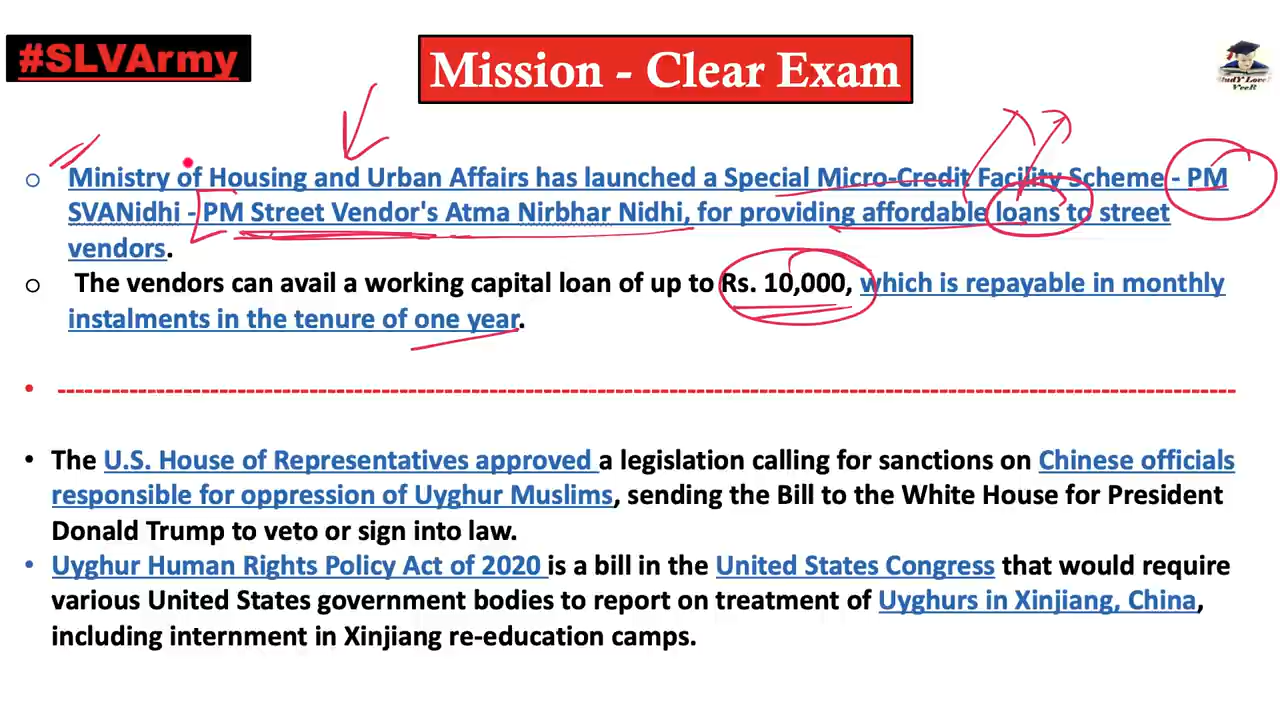 #SLVArmy
Mission - Clear Exam
StudY LoveR
VeeR
Ministry of Housing and Urban Affairs has launched a Special Micro-Credit Facility Scheme - PM
SVANidhi - PM Street Vendor's Atma Nirbhar Nidhi, for providing affordable loans to street
vendors.
The vendors can avail a working capital loan of up to Rs. 10,000, which is repayable in monthly
instalments in the tenure of one year.
The U.S. House of Representatives approved a legislation calling for sanctions on Chinese officials
responsible for oppression of Uyghur Muslims, sending the Bill to the White House for President
Donald Trump to veto or sign into law.
Uyghur Human Rights Policy Act of 2020 is a bill in the United States Congress that would require
various United States government bodies to report on treatment of Uyghurs in Xinjiang, China,
including internment in Xinjiang re-education camps.